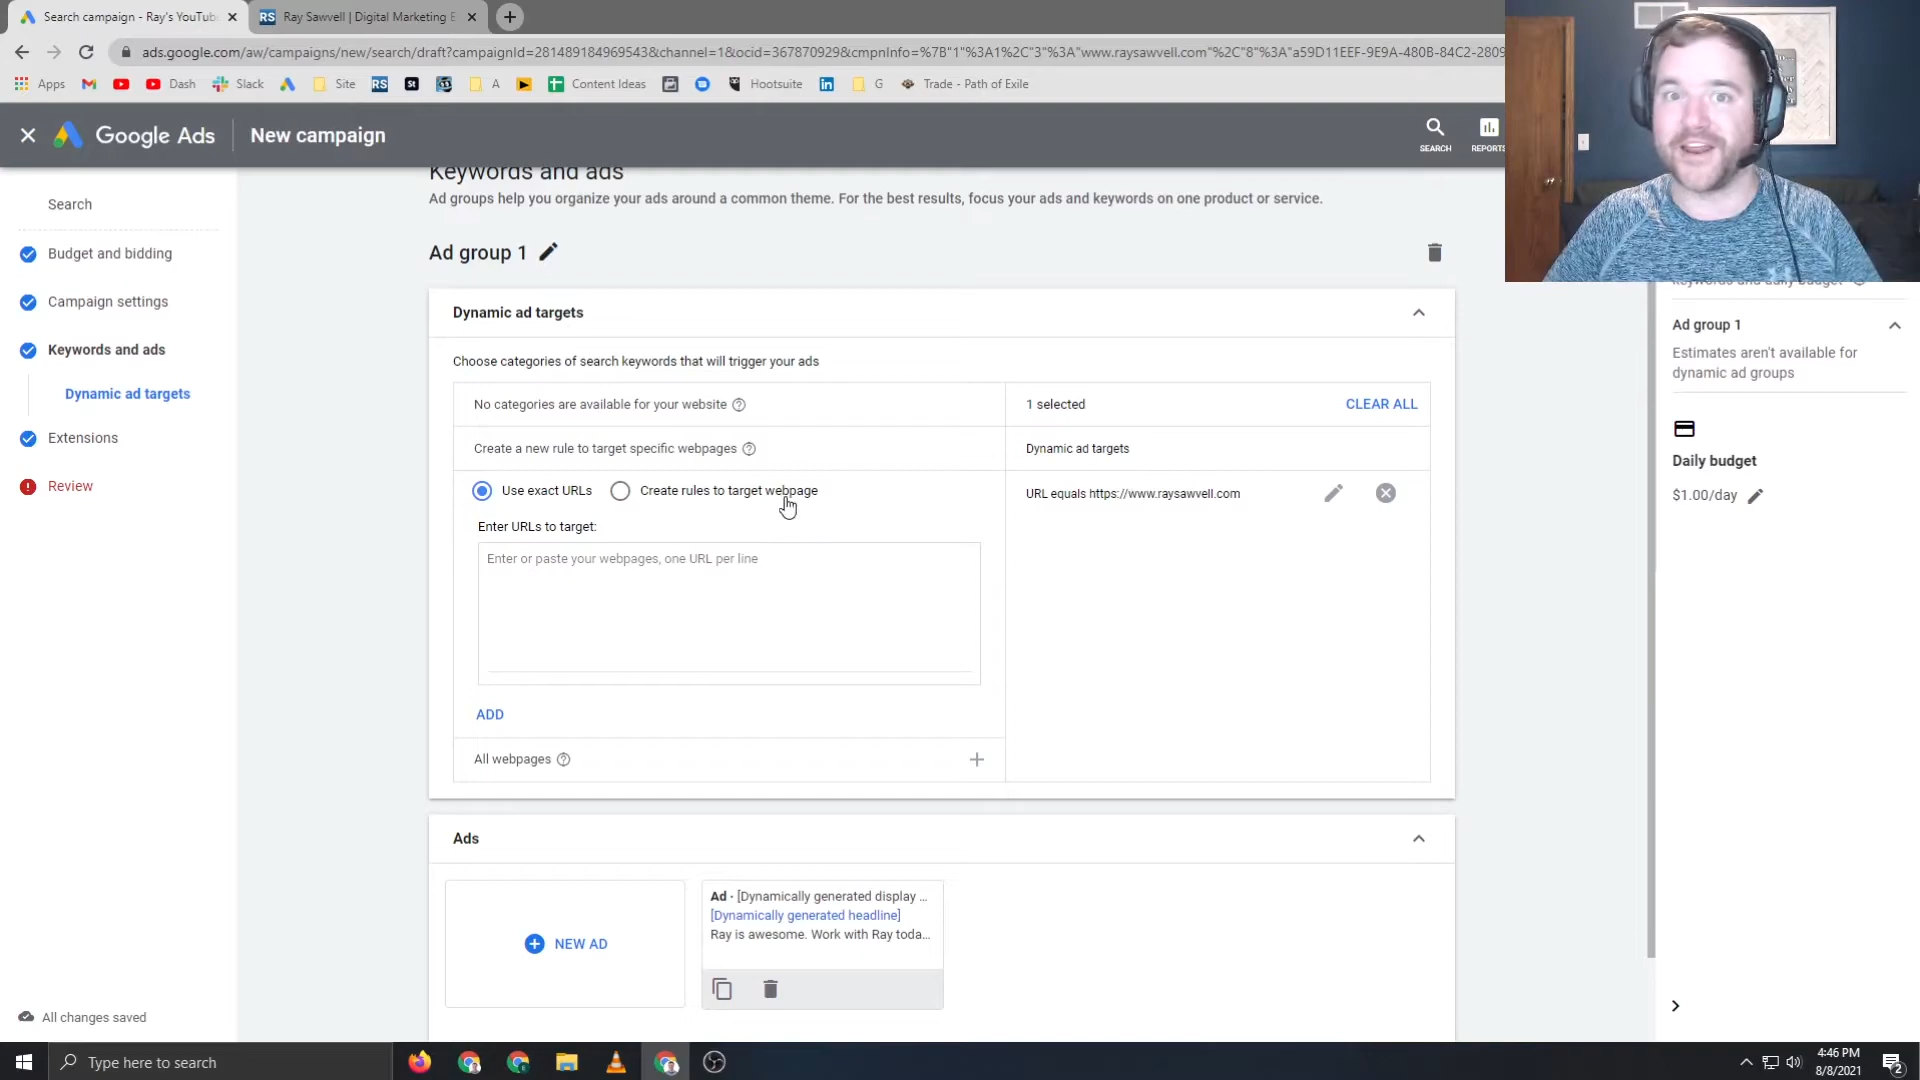 Search campaign - Ray's YouTub
Ray Sawvell | Digital Marketing E
ads.google.com/aw/campaigns/new/search/draft?campaignId=281489184969543&channel=1&ocid=367870929&cmpnInfo=%7B"1"%3A1%2C"3"%3A"www.raysawvell.com"%2C"8"%3A"a59D11EEF-9E9A-480B-84C2-2809
Apps
Dash
Slack
Site
RS
St
A
Content Ideas
Hootsuite
G
Trade - Path of Exile
Google Ads
New campaign
SEARCH
REPORTS
Search
Budget and bidding
Campaign settings
Keywords and ads
Dynamic ad targets
Extensions
Review
All changes saved
Keywords and ads
Ad groups help you organize your ads around a common theme. For the best results, focus your ads and keywords on one product or service.
Ad group 1
Dynamic ad targets
Choose categories of search keywords that will trigger your ads
No categories are available for your website
1 selected
CLEAR ALL
Create a new rule to target specific webpages
Dynamic ad targets
Use exact URLs
Create rules to target webpage
URL equals https://www.raysawvell.com
Enter URLs to target:
Enter or paste your webpages, one URL per line
ADD
All webpages
Ads
NEW AD
Ad - [Dynamically generated display ...
[Dynamically generated headline]
Ray is awesome. Work with Ray toda...
keywords and daily budget
Ad group 1
Estimates aren't available for
dynamic ad groups
Daily budget
$1.00/day
Type here to search
4:46 PM
8/8/2021
2